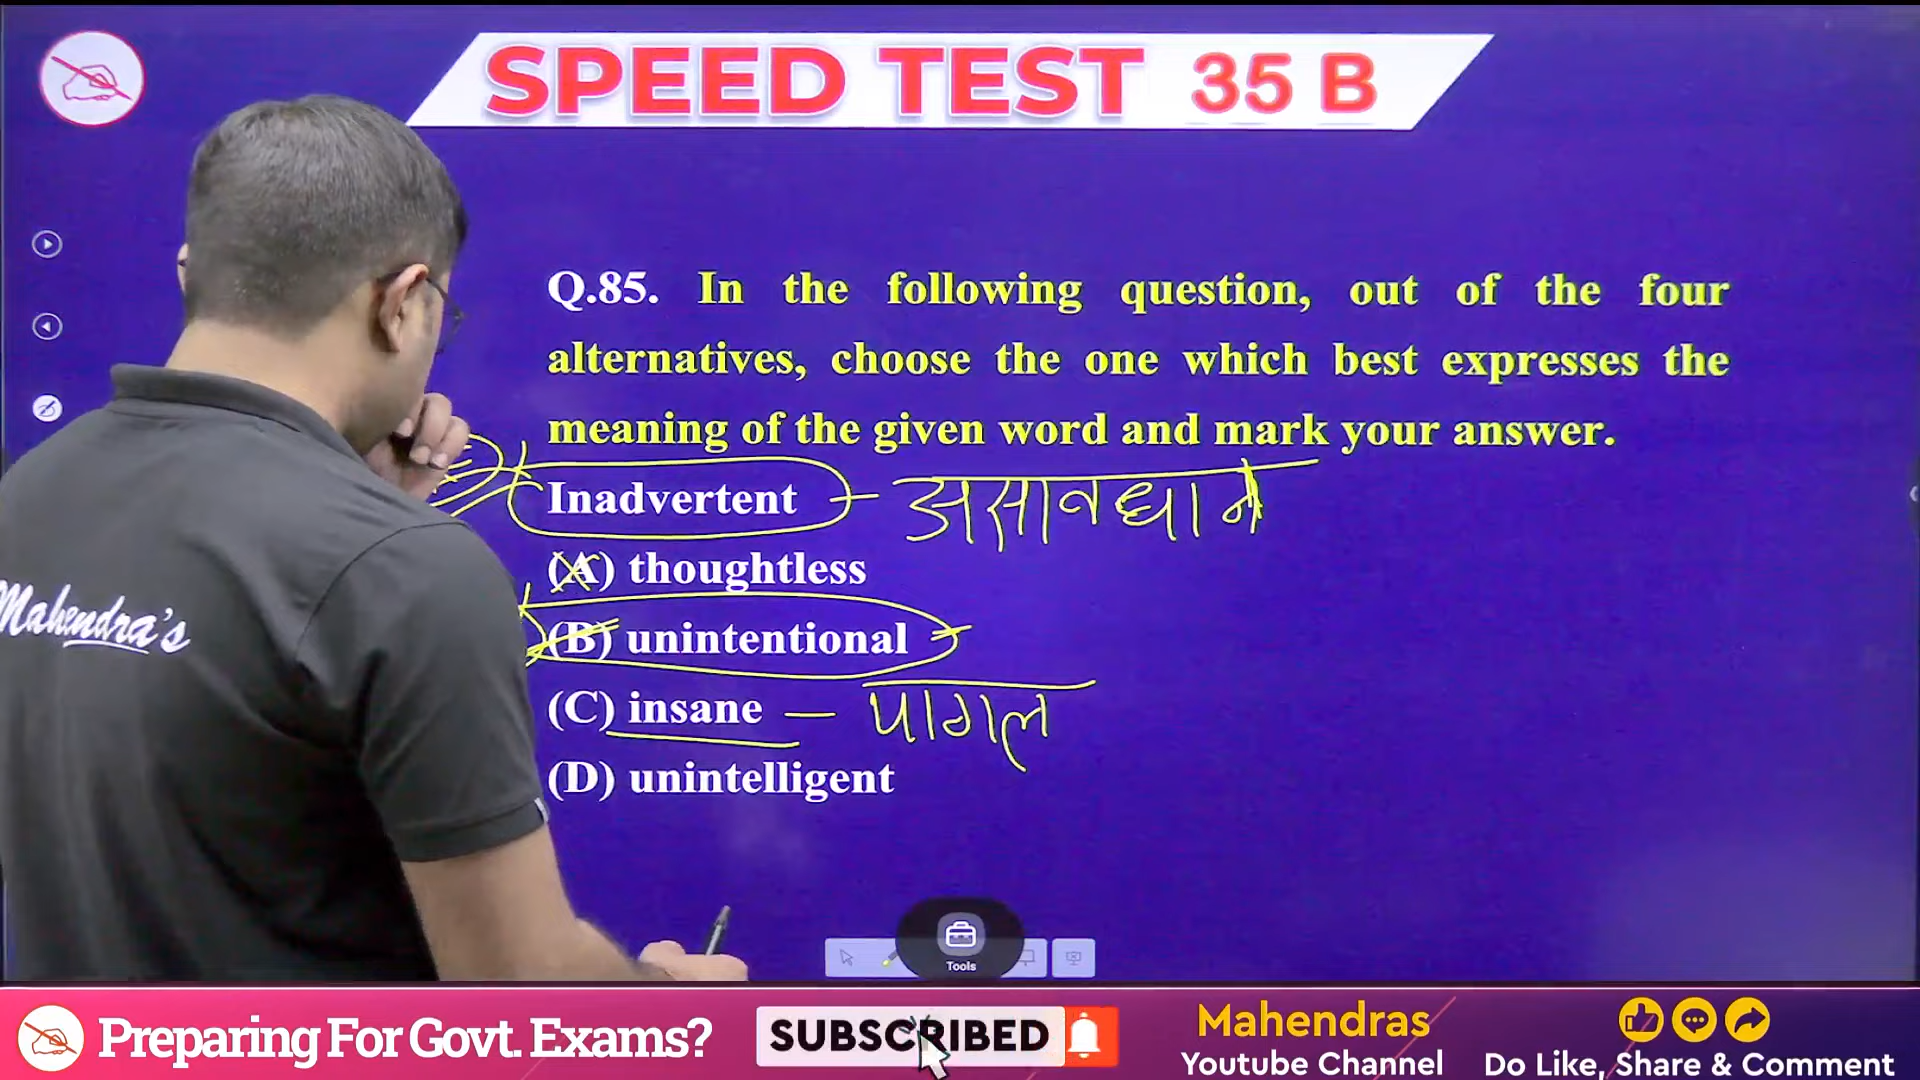 SPEED TEST 35 B
Q.85. In the following question, out of the four
alternatives, choose the one which best expresses the
meaning of the given word and mark your answer.
Inadvertent – असावधान
(A) thoughtless
(B) unintentional
(C) insane – पागल
(D) unintelligent
Mahendra's
Tools
Preparing For Govt. Exams?
SUBSCRIBED
Mahendras
Youtube Channel
Do Like, Share & Comment